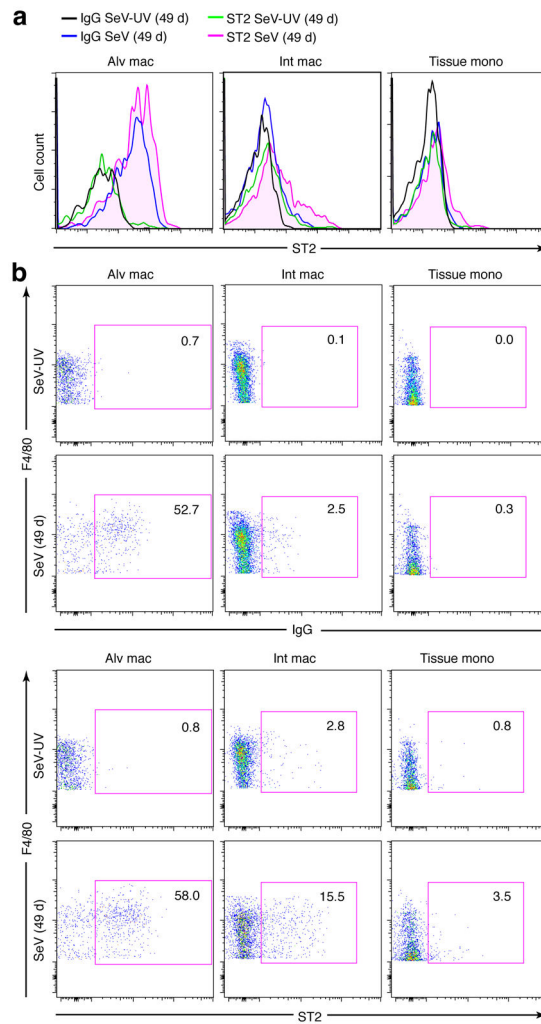 a
IgG SeV-UV (49 d) ST2 SeV-UV (49 d)
IgG SeV (49 d) ST2 SeV (49 d)
Alv mac Int mac Tissue mono
Cell count
ST2
b
Alv mac Int mac Tissue mono
SeV-UV
0.7 0.1 0.0
F4/80
SeV (49 d)
52.7 2.5 0.3
IgG
Alv mac Int mac Tissue mono
SeV-UV
0.8 2.8 0.8
F4/80
SeV (49 d)
58.0 15.5 3.5
ST2